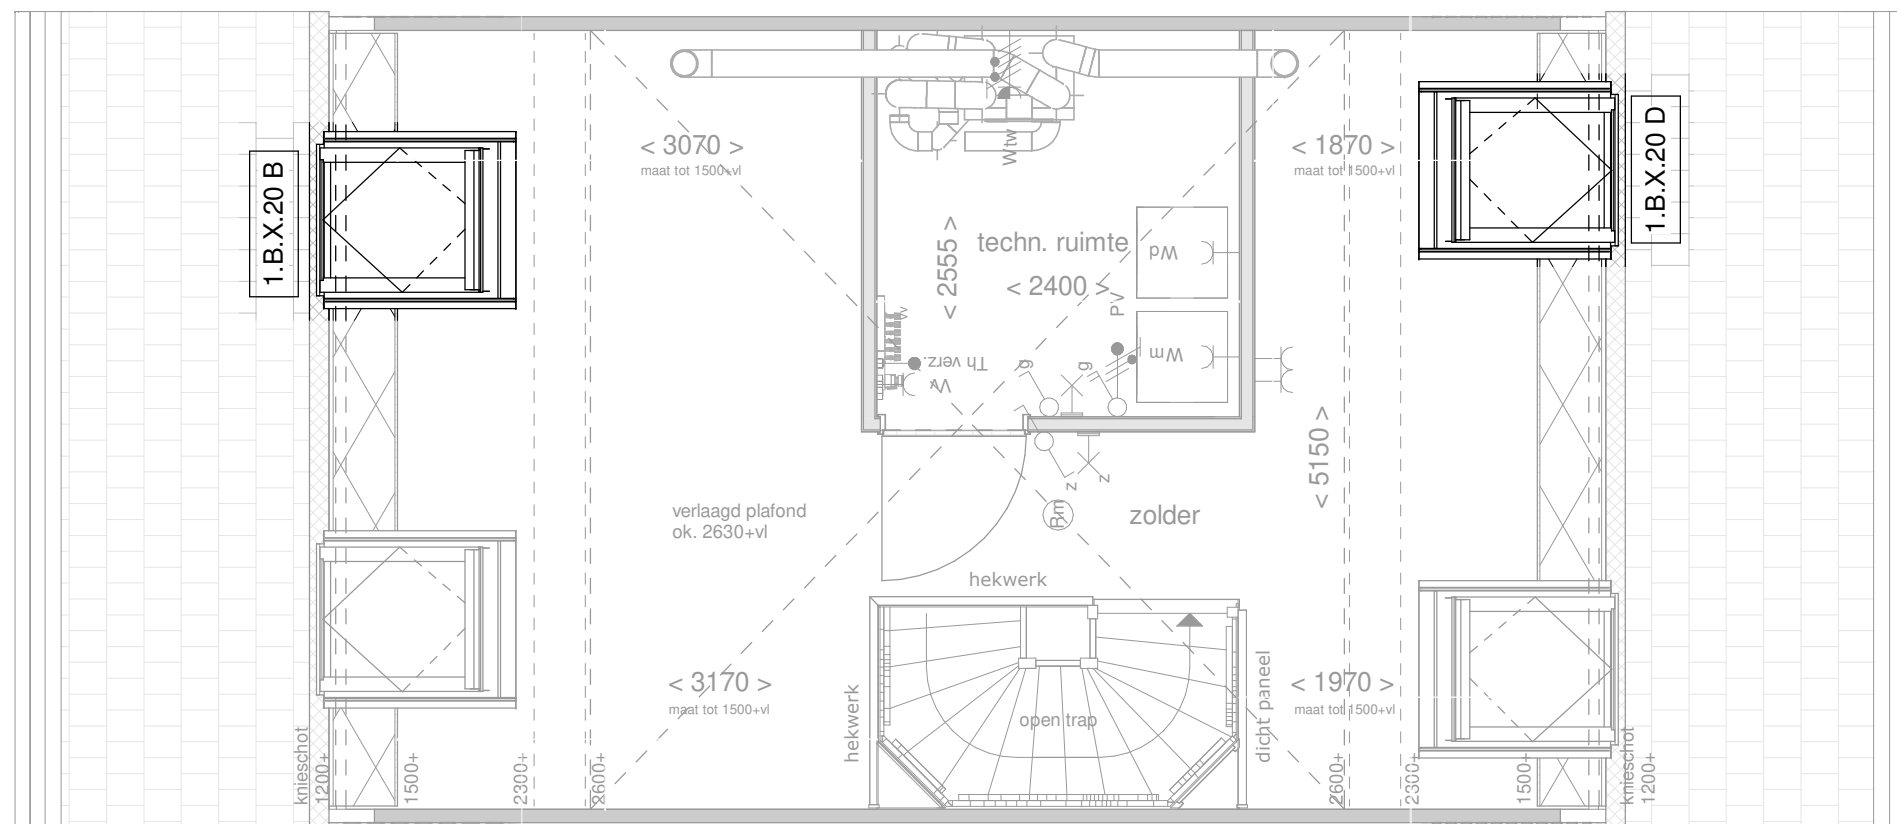 1.B.X.20 B
1.B.X.20 D
< 3070 >
maat tot 1500+vl
< 1870 >
maat tot 1500+vl
Wtw
techn. ruimte
< 2555 >
< 2400 >
Wd
PV
Wm
Vv
Th verz.
Vv
g
g
< 5150 >
z
z
Rm
zolder
verlaagd plafond
ok. 2630+vl
hekwerk
< 3170 >
maat tot 1500+vl
< 1970 >
maat tot 1500+vl
hekwerk
open trap
dicht paneel
knieschot
1200+
1500+
2300+
2600+
2600+
2300+
1500+
knieschot
1200+